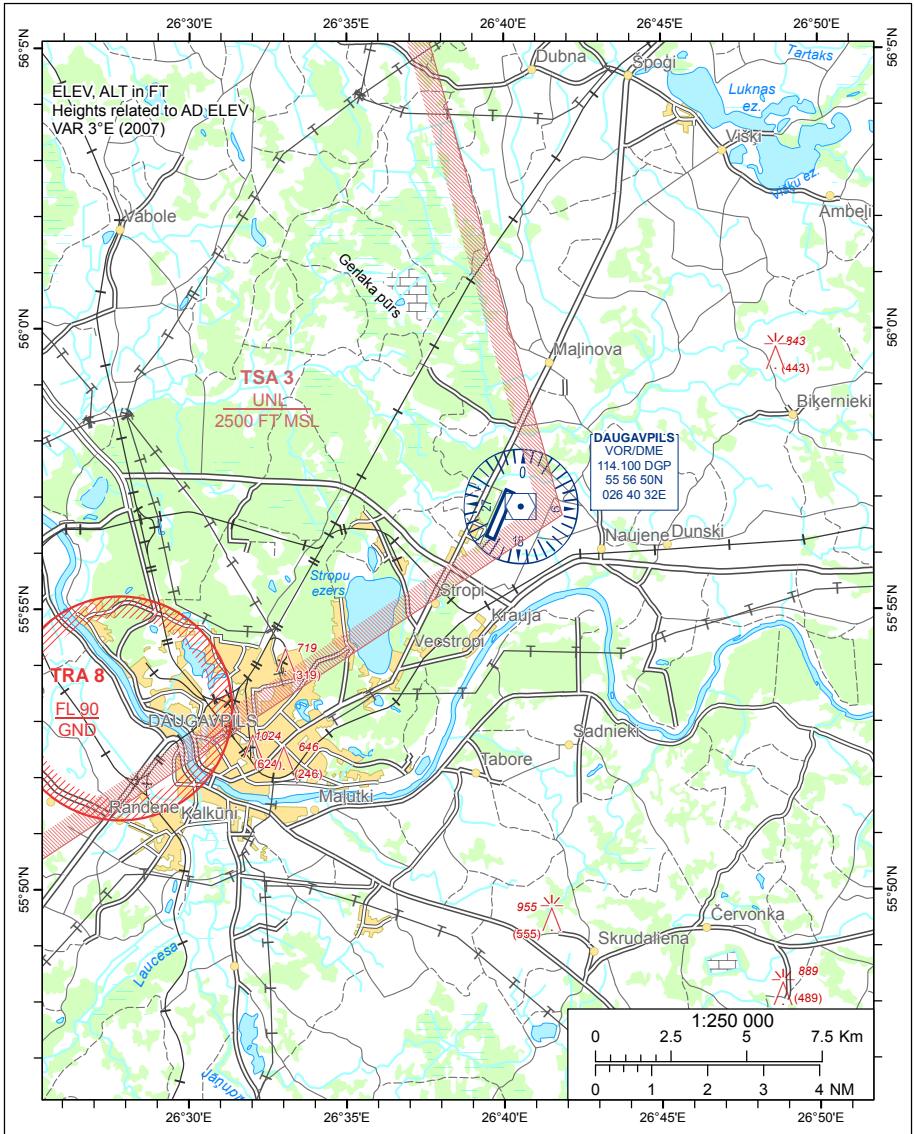 26°30'E
26°35'E
26°40'E
26°45'E
26°50'E
56°5'N
56°5'N
Dubna
Špogi
Tartaks
ELEV, ALT in FT
Heights related to AD ELEV
VAR 3°E (2007)
Luknas
ez.
Višķi
Višķu ez.
Ambeļi
Vabole
Gerlaka pūrs
56°0'N
56°0'N
Maļinova
843
(443)
TSA 3
UNL
2500 FT MSL
Biķernieki
DAUGAVPILS
VOR/DME
114.100 DGP
55 56 50N
026 40 32E
0
27
9
18
Naujene
Dunski
Stropu
ezers
Stropi
Krauja
55°55'N
55°55'N
Vecstropi
719
(319)
TRA 8
FL 90
GND
DAUGAVPILS
1024
(624)
646
(246)
Sadnieki
Tabore
Randene
Kalkūni
Maļutki
55°50'N
55°50'N
955
(555)
Červonka
Skrudaliena
Laucesa
889
(489)
1:250 000
0 2.5 5 7.5 Km
0 1 2 3 4 NM
Jāņupr
26°30'E
26°35'E
26°40'E
26°45'E
26°50'E